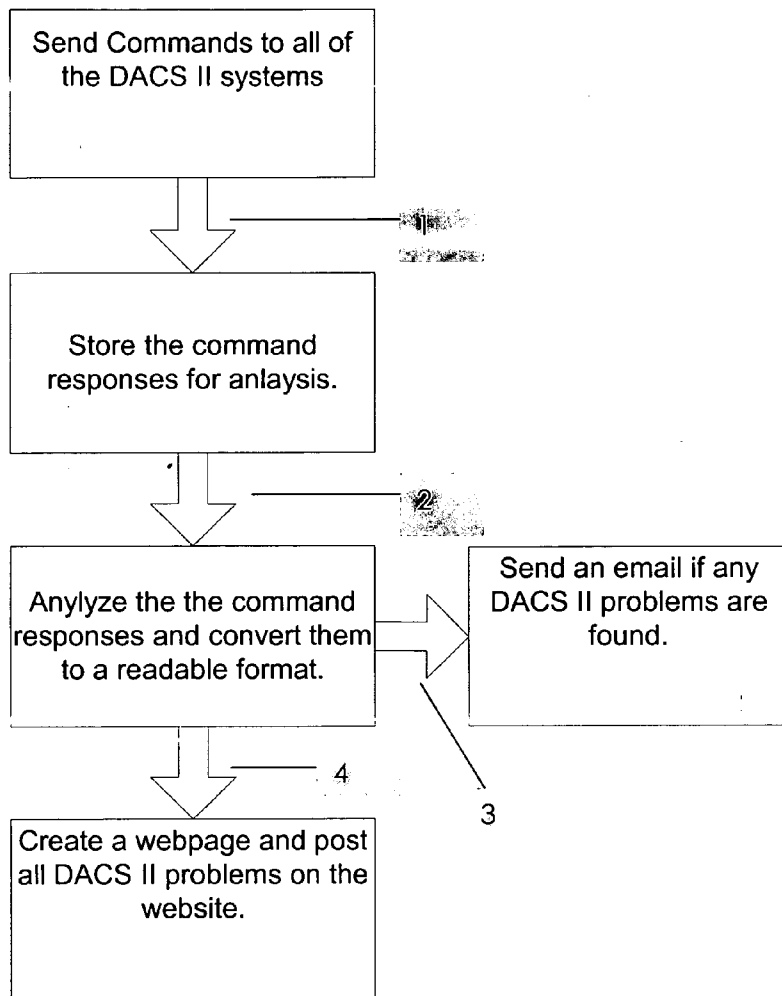 Send Commands to all of
the DACS II systems
1
Store the command
responses for anlaysis.
2
Anylyze the the command
responses and convert them
to a readable format.
Send an email if any
DACS II problems are
found.
3
4
Create a webpage and post
all DACS II problems on the
website.